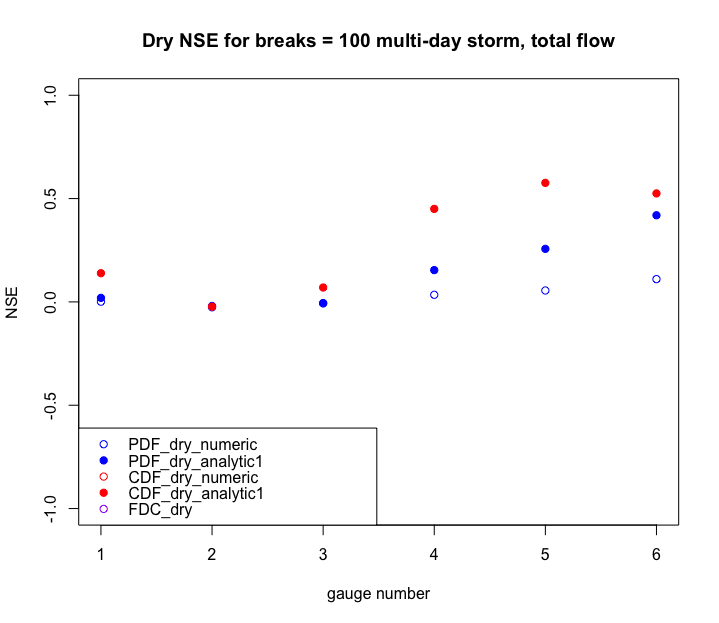 Dry NSE for breaks = 100 multi-day storm, total flow
NSE
1.0
0.5
0.0
-0.5
-1.0
PDF_dry_numeric
PDF_dry_analytic1
CDF_dry_numeric
CDF_dry_analytic1
FDC_dry
1 2 3 4 5 6
gauge number